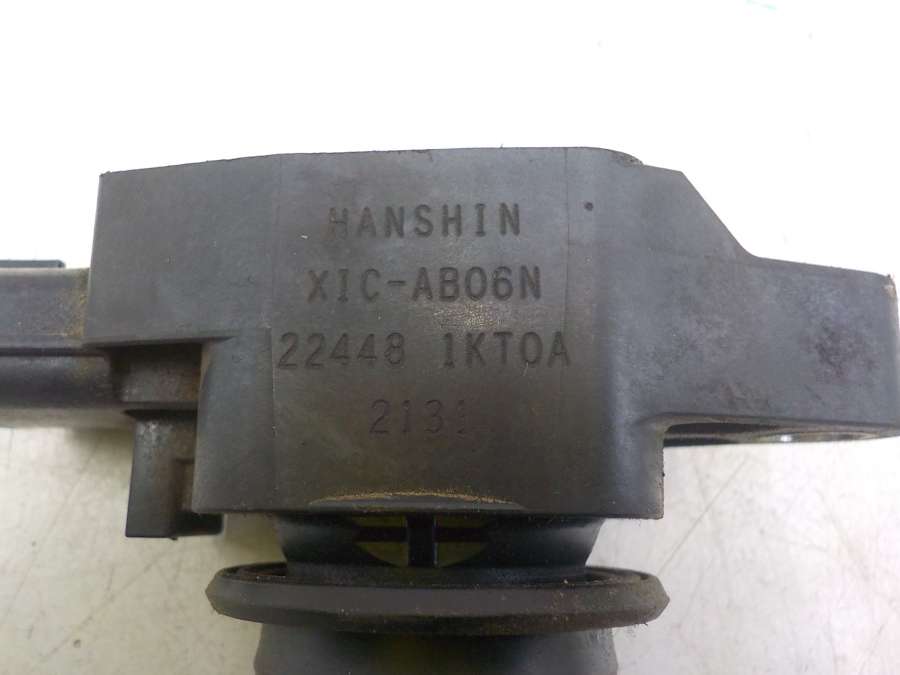 HANSHIN
XIC-AB06N
22448 1KT0A
2131